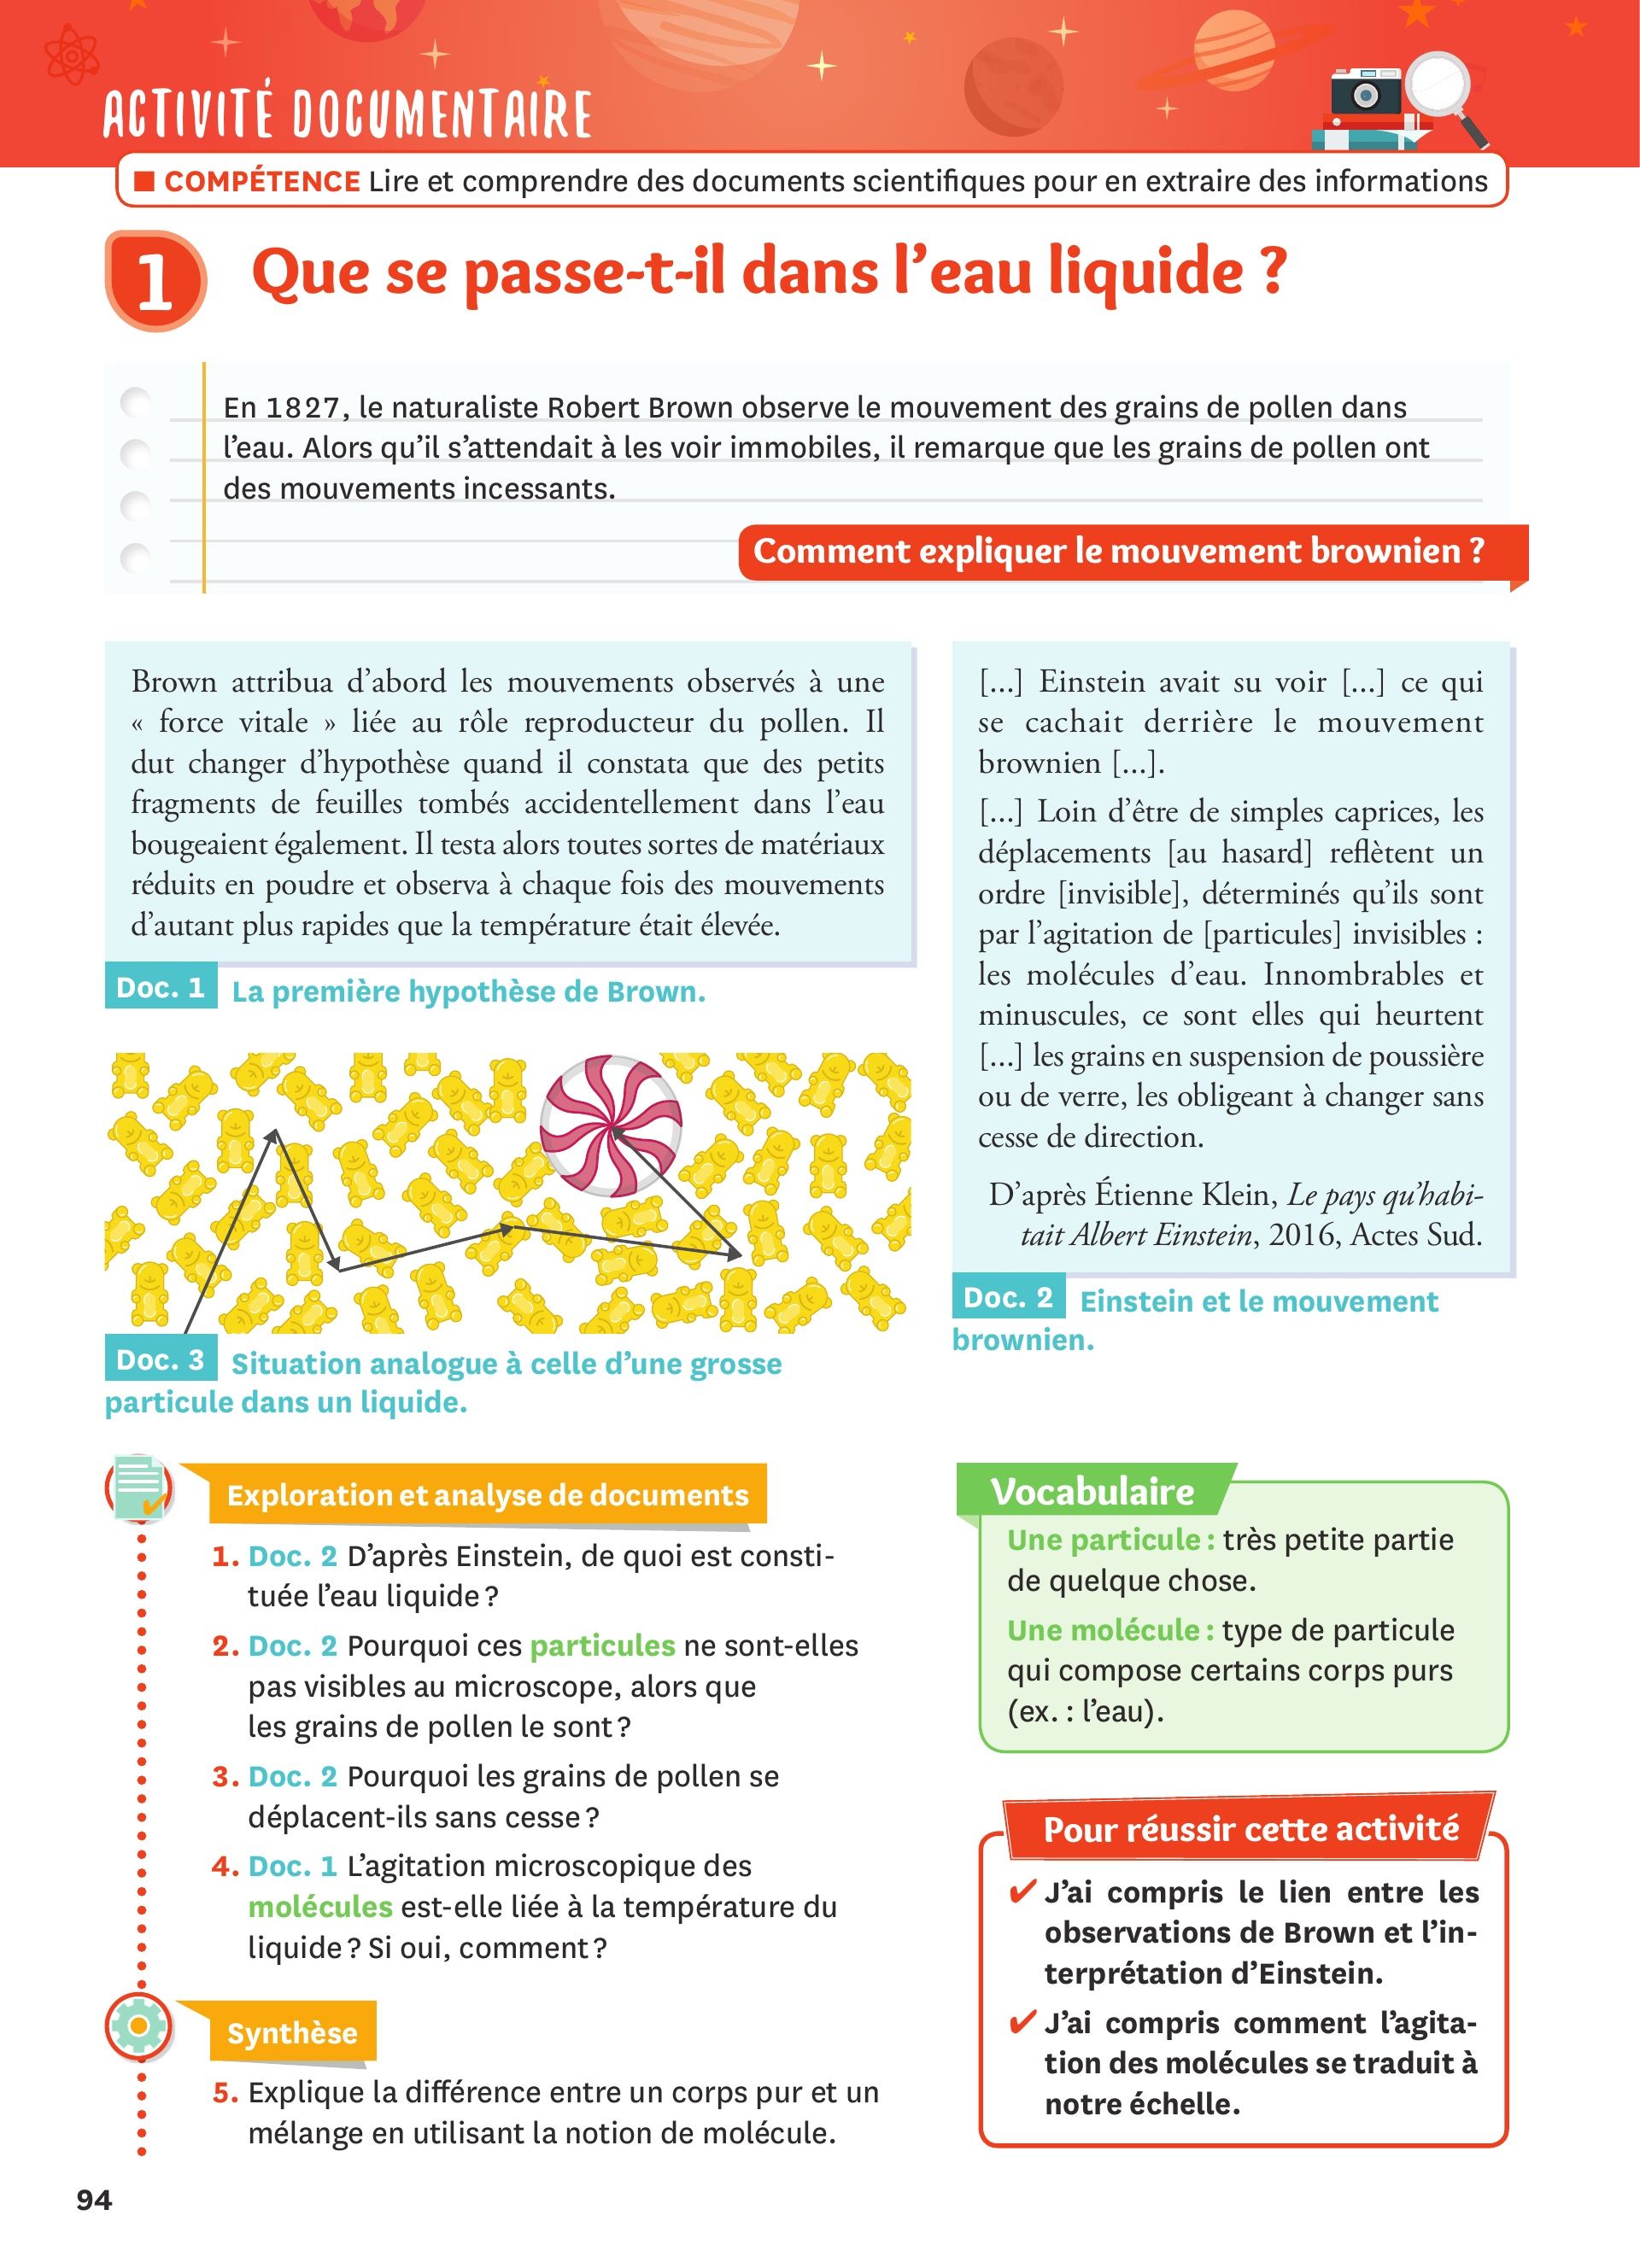 ACTIVITÉ DOCUMENTAIRE
■ COMPÉTENCE Lire et comprendre des documents scientifiques pour en extraire des informations
1 Que se passe-t-il dans l’eau liquide ?
En 1827, le naturaliste Robert Brown observe le mouvement des grains de pollen dans
l’eau. Alors qu’il s’attendait à les voir immobiles, il remarque que les grains de pollen ont
des mouvements incessants.
Comment expliquer le mouvement brownien ?
Brown attribua d’abord les mouvements observés à une
« force vitale » liée au rôle reproducteur du pollen. Il
dut changer d’hypothèse quand il constata que des petits
fragments de feuilles tombés accidentellement dans l’eau
bougeaient également. Il testa alors toutes sortes de matériaux
réduits en poudre et observa à chaque fois des mouvements
d’autant plus rapides que la température était élevée.
Doc. 1 La première hypothèse de Brown.
[...] Einstein avait su voir [...] ce qui
se cachait derrière le mouvement
brownien [...].
[...] Loin d’être de simples caprices, les
déplacements [au hasard] reflètent un
ordre [invisible], déterminés qu’ils sont
par l’agitation de [particules] invisibles :
les molécules d’eau. Innombrables et
minuscules, ce sont elles qui heurtent
[...] les grains en suspension de poussière
ou de verre, les obligeant à changer sans
cesse de direction.
D’après Étienne Klein, Le pays qu’habi-
tait Albert Einstein, 2016, Actes Sud.
Doc. 2 Einstein et le mouvement
brownien.
Doc. 3 Situation analogue à celle d’une grosse
particule dans un liquide.
Exploration et analyse de documents
1. Doc. 2 D’après Einstein, de quoi est consti-
tuée l’eau liquide ?
2. Doc. 2 Pourquoi ces particules ne sont-elles
pas visibles au microscope, alors que
les grains de pollen le sont ?
3. Doc. 2 Pourquoi les grains de pollen se
déplacent-ils sans cesse ?
4. Doc. 1 L’agitation microscopique des
molécules est-elle liée à la température du
liquide ? Si oui, comment ?
Synthèse
5. Explique la différence entre un corps pur et un
mélange en utilisant la notion de molécule.
Vocabulaire
Une particule : très petite partie
de quelque chose.
Une molécule : type de particule
qui compose certains corps purs
(ex. : l’eau).
Pour réussir cette activité
✔ J’ai compris le lien entre les
observations de Brown et l’in-
terprétation d’Einstein.
✔ J’ai compris comment l’agita-
tion des molécules se traduit à
notre échelle.
94